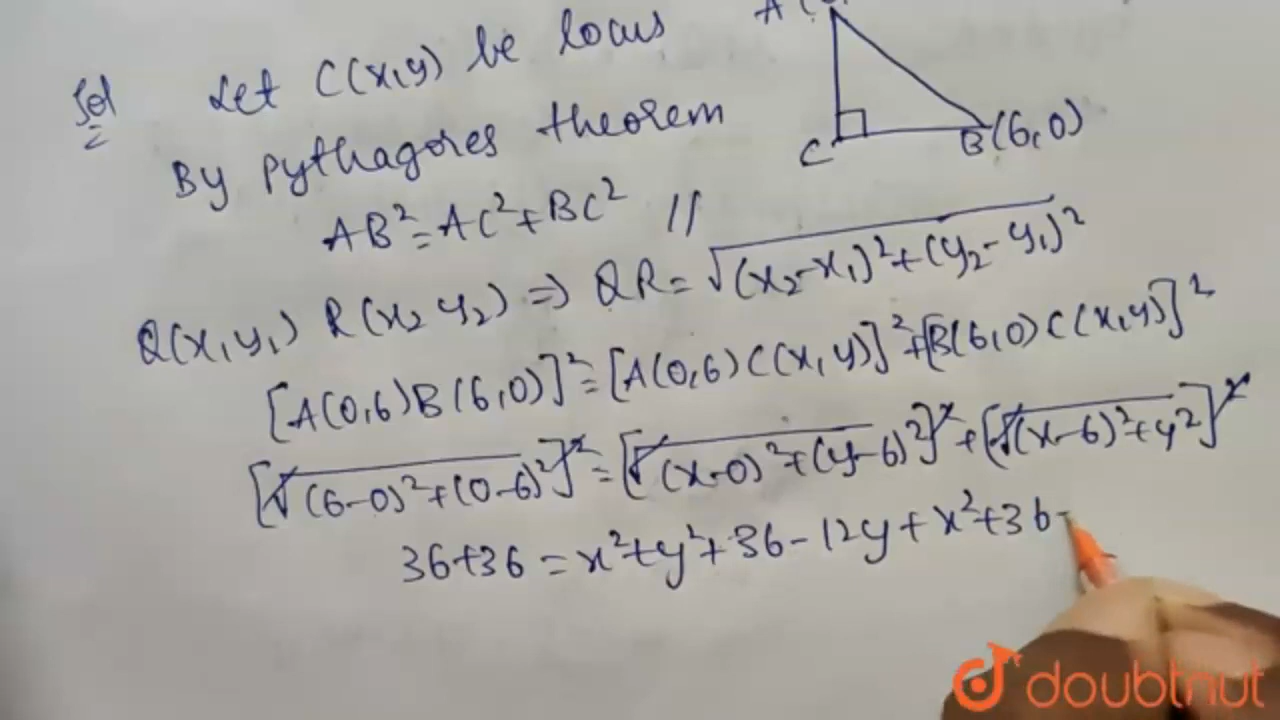 A(
Sol Let C(x,y) be locus
By Pythagores theorem
C
B(6,0)
AB²=AC²+BC² //
Q(x,y₁) R(x₂ y₂) ⇒ QR=√(x₂-x₁)²+(y₂-y₁)²
[A(0,6)B(6,0)]²=[A(0,6)C(x,y)]²+[B(6,0)C(x,y)]²
[√(6-0)²+(0-6)²]²=[√(x-0)²+(y-6)²]²+[√(x-6)²+y²]²
36+36=x²+y²+36-12y+x²+36-
doubtnut